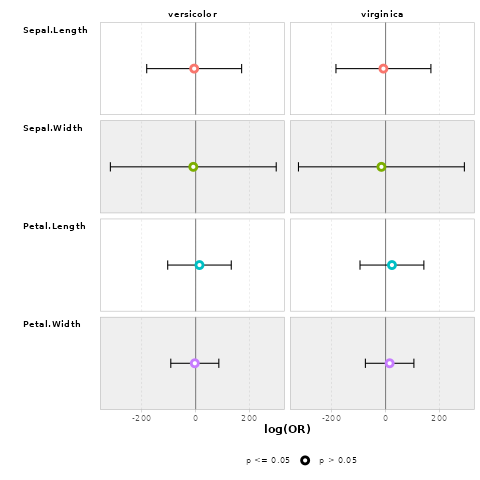 versicolor virginica
Sepal.Length
Sepal.Width
Petal.Length
Petal.Width
-200 0 200 -200 0 200
log(OR)
p <= 0.05 p > 0.05